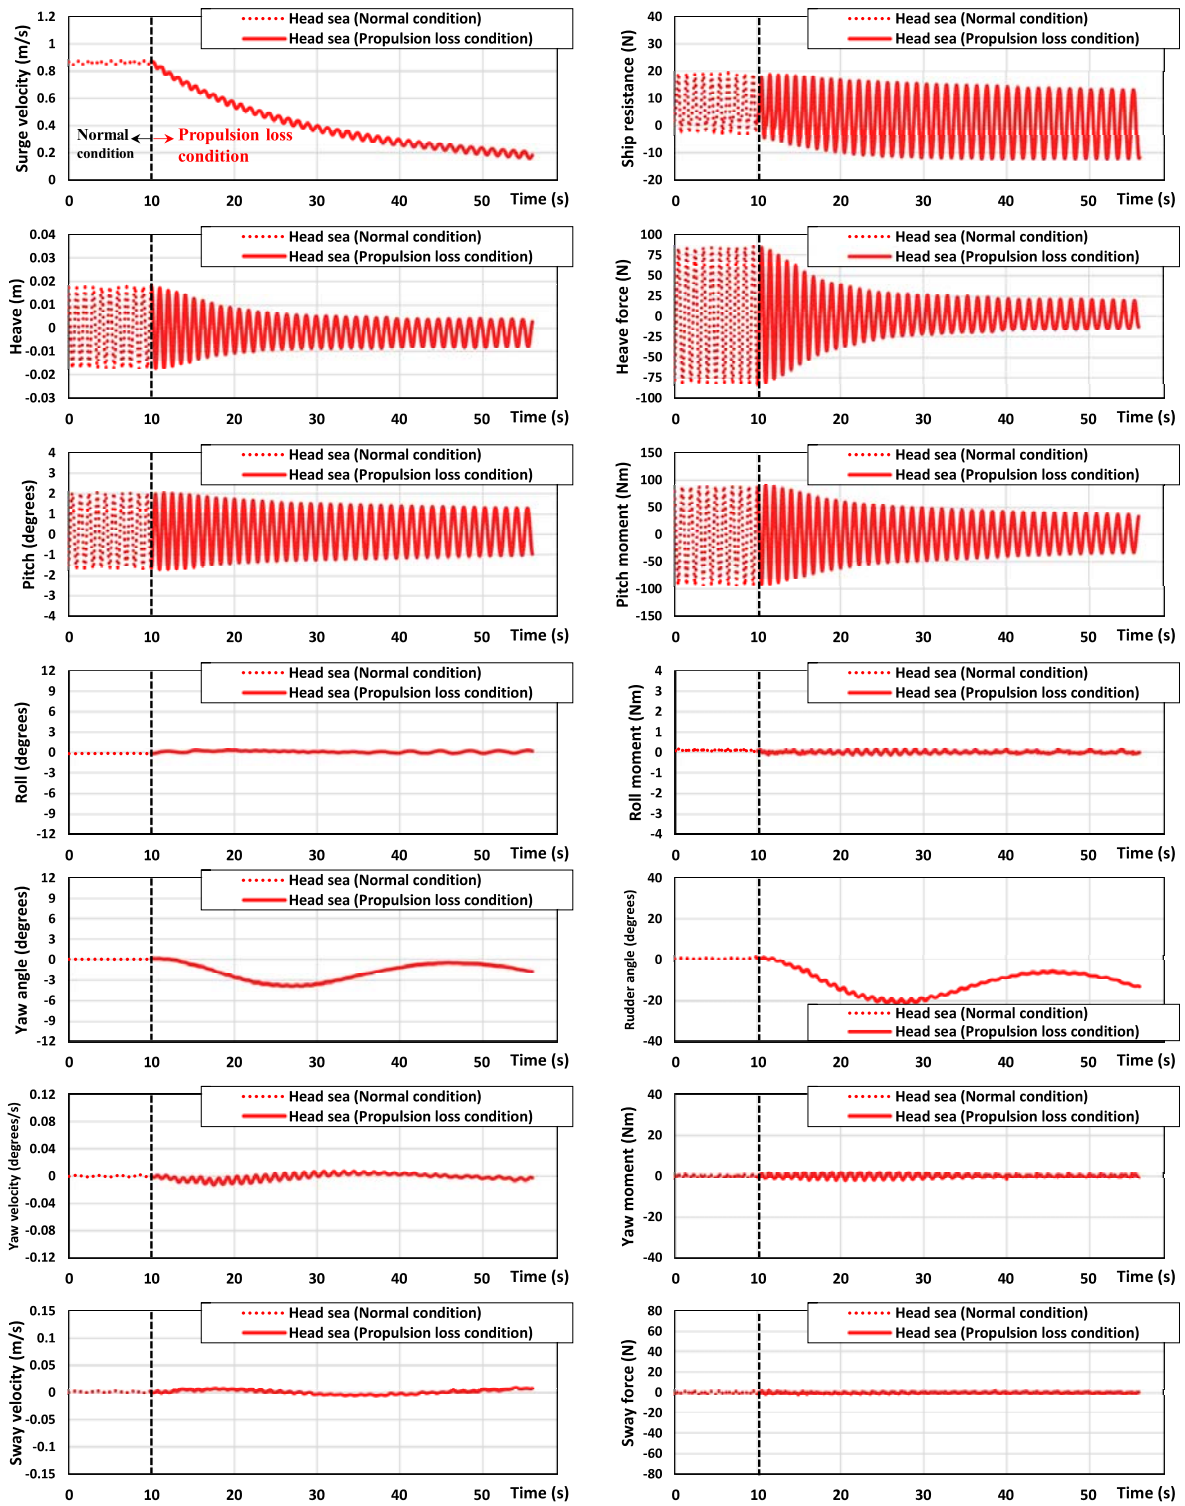 Surge velocity (m/s)
1.2
1
0.8
0.6
0.4
0.2
0
Head sea (Normal condition)
Head sea (Propulsion loss condition)
Normal
condition
Propulsion loss
condition
0 10 20 30 40 50 Time (s)
Ship resistance (N)
40
30
20
10
0
-10
-20
Head sea (Normal condition)
Head sea (Propulsion loss condition)
0 10 20 30 40 50 Time (s)
Heave (m)
0.04
0.03
0.02
0.01
0
-0.01
-0.02
-0.03
Head sea (Normal condition)
Head sea (Propulsion loss condition)
0 10 20 30 40 50 Time (s)
Heave force (N)
100
75
50
25
0
-25
-50
-75
-100
Head sea (Normal condition)
Head sea (Propulsion loss condition)
0 10 20 30 40 50 Time (s)
Pitch (degrees)
4
3
2
1
0
-1
-2
-3
-4
Head sea (Normal condition)
Head sea (Propulsion loss condition)
0 10 20 30 40 50 Time (s)
Pitch moment (Nm)
150
100
50
0
-50
-100
-150
Head sea (Normal condition)
Head sea (Propulsion loss condition)
0 10 20 30 40 50 Time (s)
Roll (degrees)
12
9
6
3
0
-3
-6
-9
-12
Head sea (Normal condition)
Head sea (Propulsion loss condition)
0 10 20 30 40 50 Time (s)
Roll moment (Nm)
4
3
2
1
0
-1
-2
-3
-4
Head sea (Normal condition)
Head sea (Propulsion loss condition)
0 10 20 30 40 50 Time (s)
Yaw angle (degrees)
12
9
6
3
0
-3
-6
-9
-12
Head sea (Normal condition)
Head sea (Propulsion loss condition)
0 10 20 30 40 50 Time (s)
Rudder angle (degrees)
40
20
0
-20
-40
Head sea (Normal condition)
Head sea (Propulsion loss condition)
0 10 20 30 40 50 Time (s)
Yaw velocity (degrees/s)
0.12
0.08
0.04
0
-0.04
-0.08
-0.12
Head sea (Normal condition)
Head sea (Propulsion loss condition)
0 10 20 30 40 50 Time (s)
Yaw moment (Nm)
40
20
0
-20
-40
Head sea (Normal condition)
Head sea (Propulsion loss condition)
0 10 20 30 40 50 Time (s)
Sway velocity (m/s)
0.15
0.1
0.05
0
-0.05
-0.1
-0.15
Head sea (Normal condition)
Head sea (Propulsion loss condition)
0 10 20 30 40 50 Time (s)
Sway force (N)
80
60
40
20
0
-20
-40
-60
-80
Head sea (Normal condition)
Head sea (Propulsion loss condition)
0 10 20 30 40 50 Time (s)